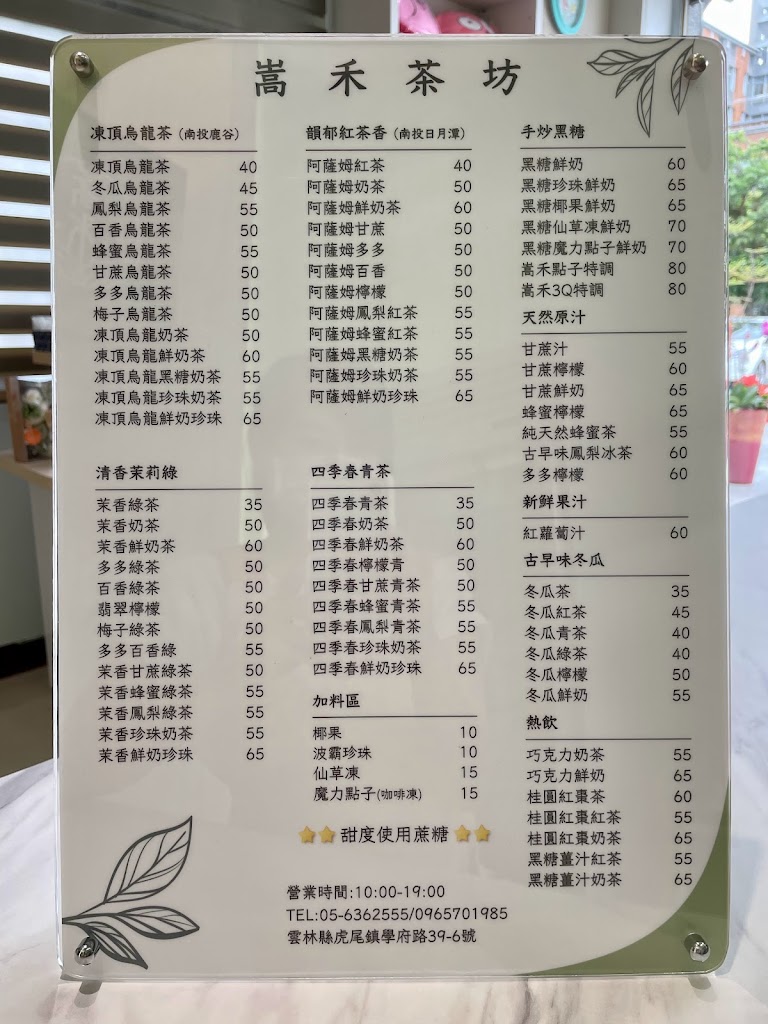 嵩禾茶坊
凍頂烏龍茶 (南投鹿谷)
凍頂烏龍茶 40
冬瓜烏龍茶 45
鳳梨烏龍茶 55
百香烏龍茶 50
蜂蜜烏龍茶 55
甘蔗烏龍茶 50
多多烏龍茶 50
梅子烏龍茶 50
凍頂烏龍奶茶 50
凍頂烏龍鮮奶茶 60
凍頂烏龍黑糖奶茶 55
凍頂烏龍珍珠奶茶 55
凍頂烏龍鮮奶珍珠 65
清香茉莉綠
茉香綠茶 35
茉香奶茶 50
茉香鮮奶茶 60
多多綠茶 50
百香綠茶 50
翡翠檸檬 50
梅子綠茶 50
多多百香綠 55
茉香甘蔗綠茶 50
茉香蜂蜜綠茶 55
茉香鳳梨綠茶 55
茉香珍珠奶茶 55
茉香鮮奶珍珠 65
韻郁紅茶香 (南投日月潭)
阿薩姆紅茶 40
阿薩姆奶茶 50
阿薩姆鮮奶茶 60
阿薩姆甘蔗 50
阿薩姆多多 50
阿薩姆百香 50
阿薩姆檸檬 50
阿薩姆鳳梨紅茶 55
阿薩姆蜂蜜紅茶 55
阿薩姆黑糖奶茶 55
阿薩姆珍珠奶茶 55
阿薩姆鮮奶珍珠 65
四季春青茶
四季春青茶 35
四季春奶茶 50
四季春鮮奶茶 60
四季春檸檬青 50
四季春甘蔗青茶 50
四季春蜂蜜青茶 55
四季春鳳梨青茶 55
四季春珍珠奶茶 55
四季春鮮奶珍珠 65
加料區
椰果 10
波霸珍珠 10
仙草凍 15
魔力點子(咖啡凍) 15
手炒黑糖
黑糖鮮奶 60
黑糖珍珠鮮奶 65
黑糖椰果鮮奶 65
黑糖仙草凍鮮奶 70
黑糖魔力點子鮮奶 70
嵩禾點子特調 80
嵩禾3Q特調 80
天然原汁
甘蔗汁 55
甘蔗檸檬 60
甘蔗鮮奶 65
蜂蜜檸檬 65
純天然蜂蜜茶 55
古早味鳳梨冰茶 60
多多檸檬 60
新鮮果汁
紅蘿蔔汁 60
古早味冬瓜
冬瓜茶 35
冬瓜紅茶 45
冬瓜青茶 40
冬瓜綠茶 40
冬瓜檸檬 50
冬瓜鮮奶 55
熱飲
巧克力奶茶 55
巧克力鮮奶 65
桂圓紅棗茶 60
桂圓紅棗紅茶 55
桂圓紅棗奶茶 65
黑糖薑汁紅茶 55
黑糖薑汁奶茶 65
⭐⭐甜度使用蔗糖⭐⭐
營業時間:10:00-19:00
TEL:05-6362555/0965701985
雲林縣虎尾鎮學府路39-6號